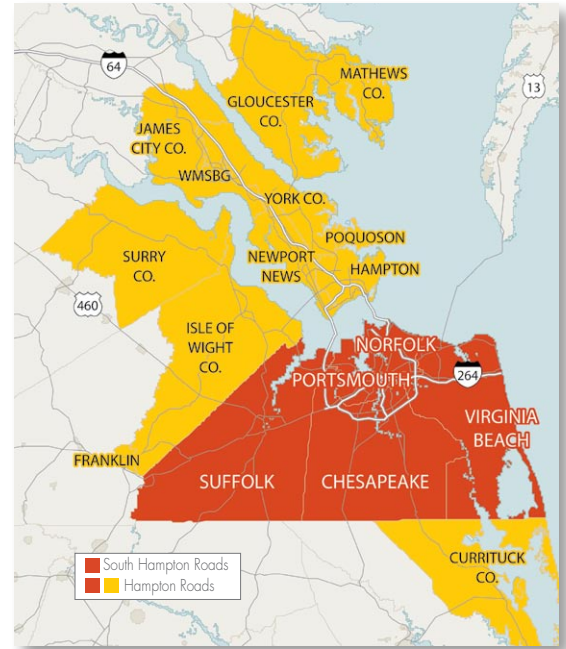 64
MATHEWS
CO.
13
GLOUCESTER
CO.
JAMES
CITY CO.
WMSBG
YORK CO.
POQUOSON
SURRY
CO.
NEWPORT
NEWS
HAMPTON
460
ISLE OF
WIGHT
CO.
NORFOLK
PORTSMOUTH
264
VIRGINIA
BEACH
FRANKLIN
SUFFOLK
CHESAPEAKE
CURRITUCK
CO.
South Hampton Roads
Hampton Roads